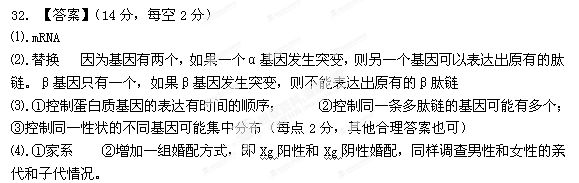 32. 【答案】(14 分，每空 2 分)
⑴.mRNA
⑵.替换　因为基因有两个，如果一个α基因发生突变，则另一个基因可以表达出原有的肽
链。β基因只有一个，如果β基因发生突变，则不能表达出原有的β肽链
⑶.①控制蛋白质基因的表达有时间的顺序；　　②控制同一条多肽链的基因可能有多个；
③控制同一性状的不同基因可能集中分布（每点 2 分，其他合理答案也可）
⑷.①家系　②增加一组婚配方式，即 Xg阳性和 Xg阴性婚配，同样调查男性和女性的亲
代和子代情况。